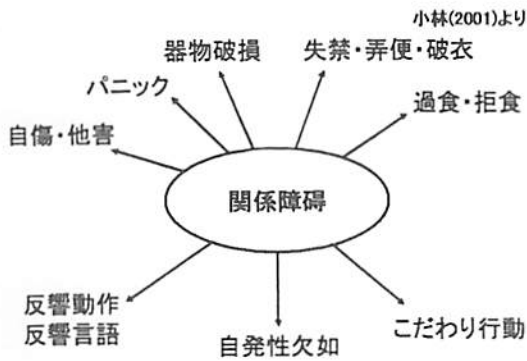 小林(2001)より
器物破損
失禁・弄便・破衣
パニック
過食・拒食
自傷・他害
関係障碍
反響動作
反響言語
自発性欠如
こだわり行動